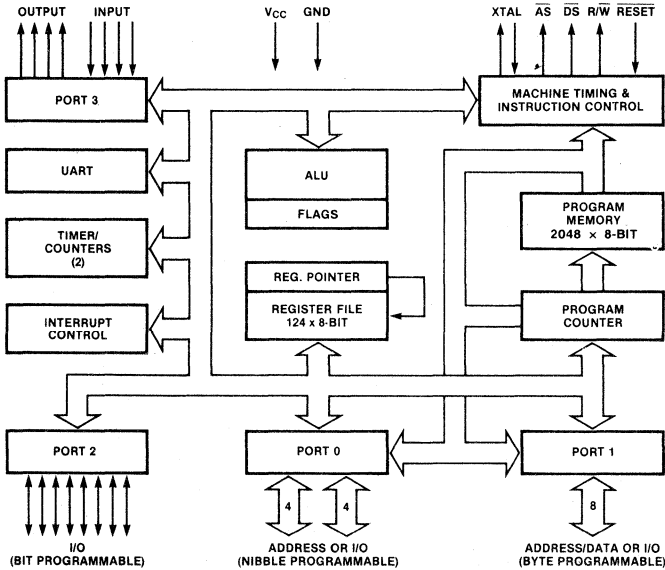 OUTPUT INPUT
VCC GND
XTAL AS DS R/W RESET
PORT 3
MACHINE TIMING &
INSTRUCTION CONTROL
UART
ALU
FLAGS
PROGRAM
MEMORY
2048 × 8-BIT
TIMER/
COUNTERS
(2)
REG. POINTER
REGISTER FILE
124 x 8-BIT
PROGRAM
COUNTER
INTERRUPT
CONTROL
PORT 2
PORT 0
PORT 1
4 4
8
I/O
(BIT PROGRAMMABLE)
ADDRESS OR I/O
(NIBBLE PROGRAMMABLE)
ADDRESS/DATA OR I/O
(BYTE PROGRAMMABLE)